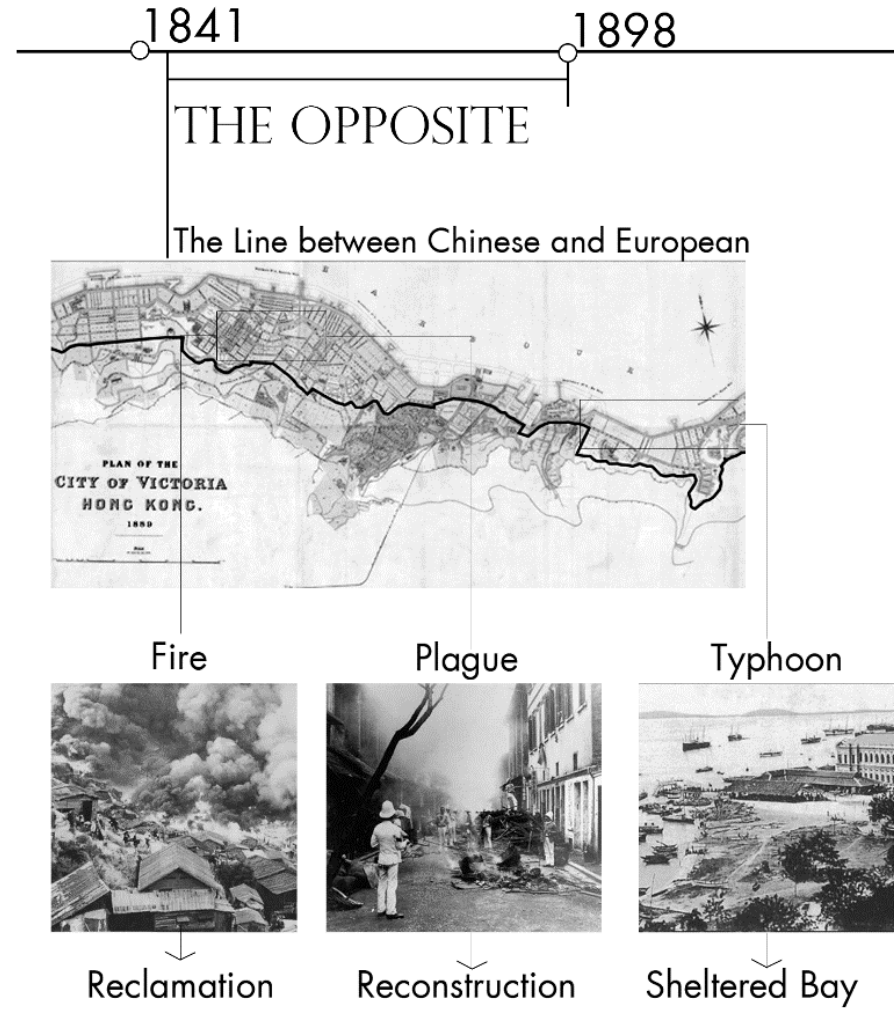 1841
1898
THE OPPOSITE
The Line between Chinese and European
PLAN OF THE
CITY OF VICTORIA
HONG KONG.
1889
Fire
Plague
Typhoon
Reclamation
Reconstruction
Sheltered Bay